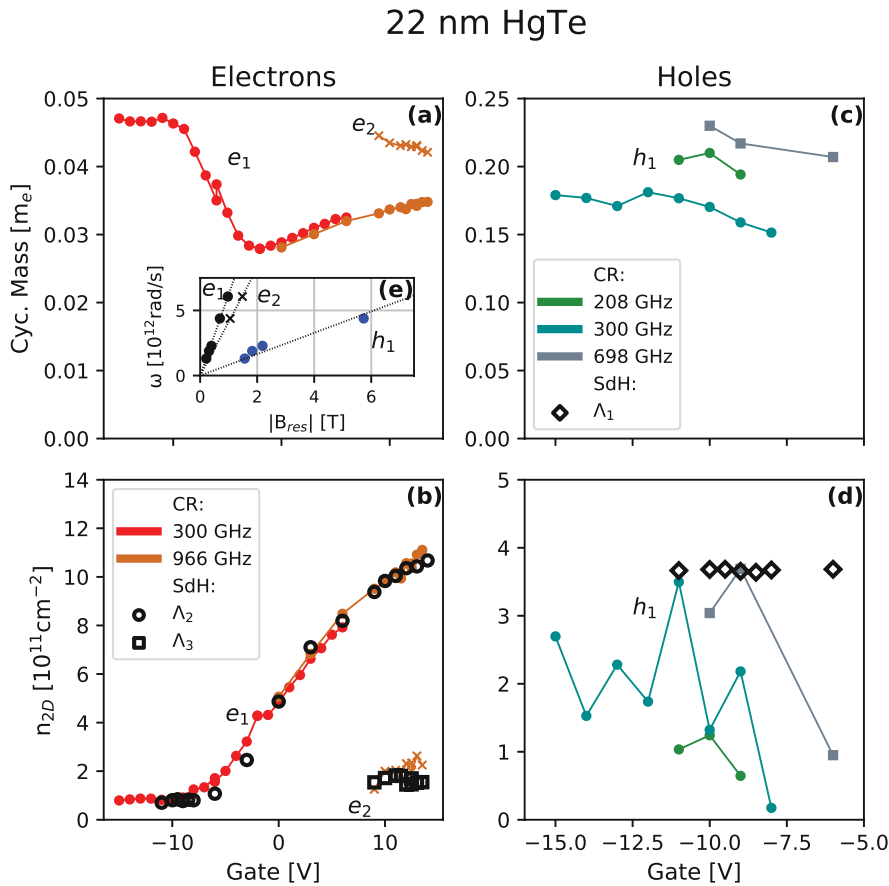 22 nm HgTe
Electrons
Holes
Cyc. Mass [mₑ]
0.05
0.04
0.03
0.02
0.01
0.00
(a)
e₁
e₂
−10
0
10
(e)
ω [10¹²rad/s]
5
0
e₁
e₂
h₁
0 2 4 6
|Bᵣₑₛ| [T]
0.25
0.20
0.15
0.10
0.05
0.00
(c)
h₁
CR:
208 GHz
300 GHz
698 GHz
SdH:
Λ₁
n₂D [10¹¹cm⁻²]
14
12
10
8
6
4
2
0
(b)
CR:
300 GHz
966 GHz
SdH:
Λ₂
Λ₃
e₁
e₂
−10 0 10
Gate [V]
5
4
3
2
1
0
(d)
h₁
−15.0 −12.5 −10.0 −7.5 −5.0
Gate [V]